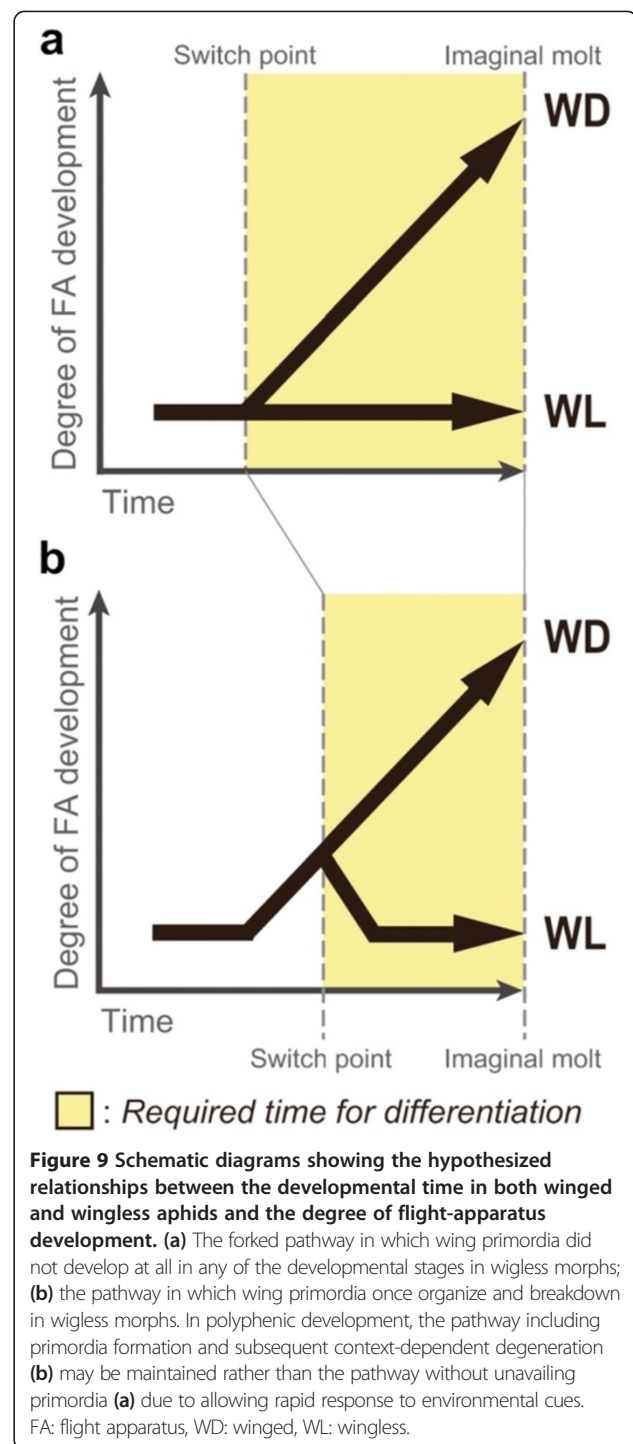 a
Switch point Imaginal molt
WD
Degree of FA development
WL
Time
b
WD
Degree of FA development
WL
Time
Switch point Imaginal molt
: Required time for differentiation
Figure 9 Schematic diagrams showing the hypothesized
relationships between the developmental time in both winged
and wingless aphids and the degree of flight-apparatus
development. (a) The forked pathway in which wing primordia did
not develop at all in any of the developmental stages in wigless morphs;
(b) the pathway in which wing primordia once organize and breakdown
in wigless morphs. In polyphenic development, the pathway including
primordia formation and subsequent context-dependent degeneration
(b) may be maintained rather than the pathway without unavailing
primordia (a) due to allowing rapid response to environmental cues.
FA: flight apparatus, WD: winged, WL: wingless.